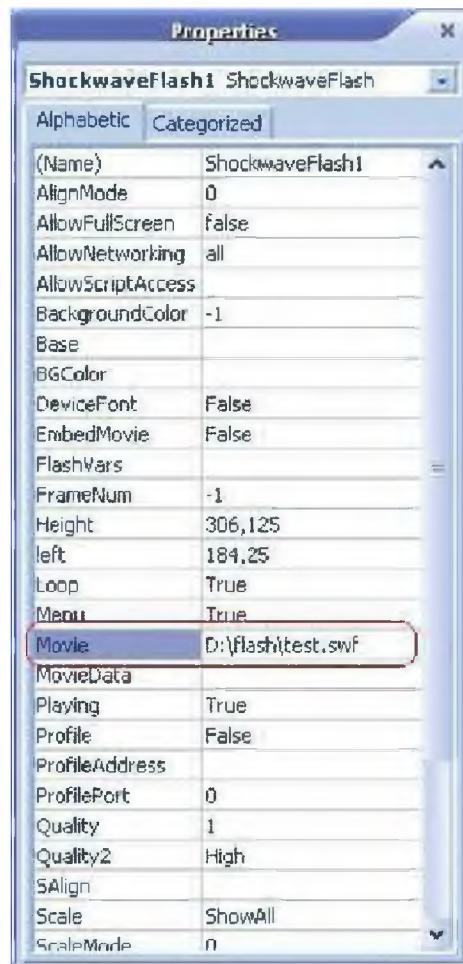 Properties
ShockwaveFlash1 ShockwaveFlash
Alphabetic Categorized
(Name) ShockwaveFlash1
AlignMode 0
AllowFullScreen false
AllowNetworking all
AllowScriptAccess
BackgroundColor -1
Base
BGColor
DeviceFont False
EmbedMovie False
FlashVars
FrameNum -1
Height 306,125
left 184,25
Loop True
Menu True
Movie D:\flash\test.swf
MovieData
Playing True
Profile False
ProfileAddress
ProfilePort 0
Quality 1
Quality2 High
SAlign
Scale ShowAll
ScaleMode 0